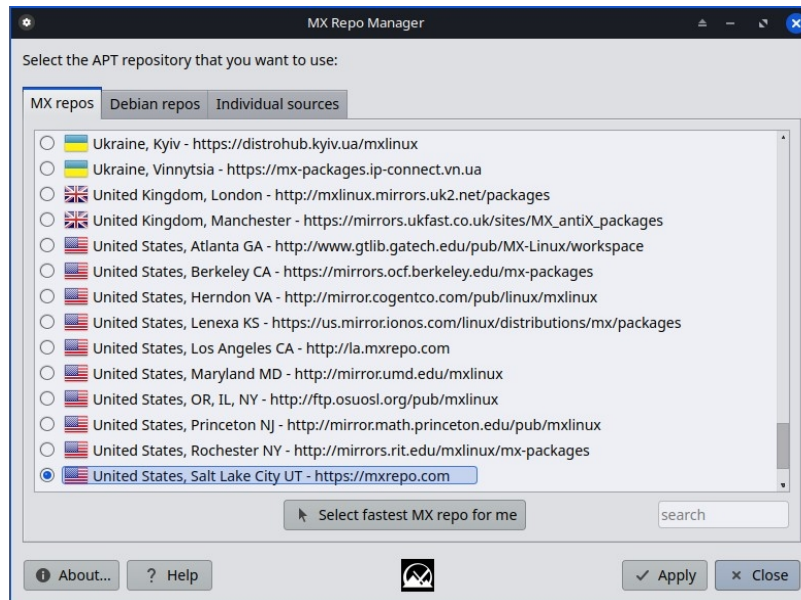 MX Repo Manager
Select the APT repository that you want to use:
MX repos Debian repos Individual sources
Ukraine, Kyiv - https://distrohub.kyiv.ua/mxlinux
Ukraine, Vinnytsia - https://mx-packages.ip-connect.vn.ua
United Kingdom, London - http://mxlinux.mirrors.uk2.net/packages
United Kingdom, Manchester - https://mirrors.ukfast.co.uk/sites/MX_antiX_packages
United States, Atlanta GA - http://www.gtlib.gatech.edu/pub/MX-Linux/workspace
United States, Berkeley CA - https://mirrors.ocf.berkeley.edu/mx-packages
United States, Herndon VA - http://mirror.cogentco.com/pub/linux/mxlinux
United States, Lenexa KS - https://us.mirror.ionos.com/linux/distributions/mx/packages
United States, Los Angeles CA - http://la.mxrepo.com
United States, Maryland MD - http://mirror.umd.edu/mxlinux
United States, OR, IL, NY - http://ftp.osuosl.org/pub/mxlinux
United States, Princeton NJ - http://mirror.math.princeton.edu/pub/mxlinux
United States, Rochester NY - http://mirrors.rit.edu/mxlinux/mx-packages
United States, Salt Lake City UT - https://mxrepo.com
Select fastest MX repo for me search
About... ? Help Apply Close